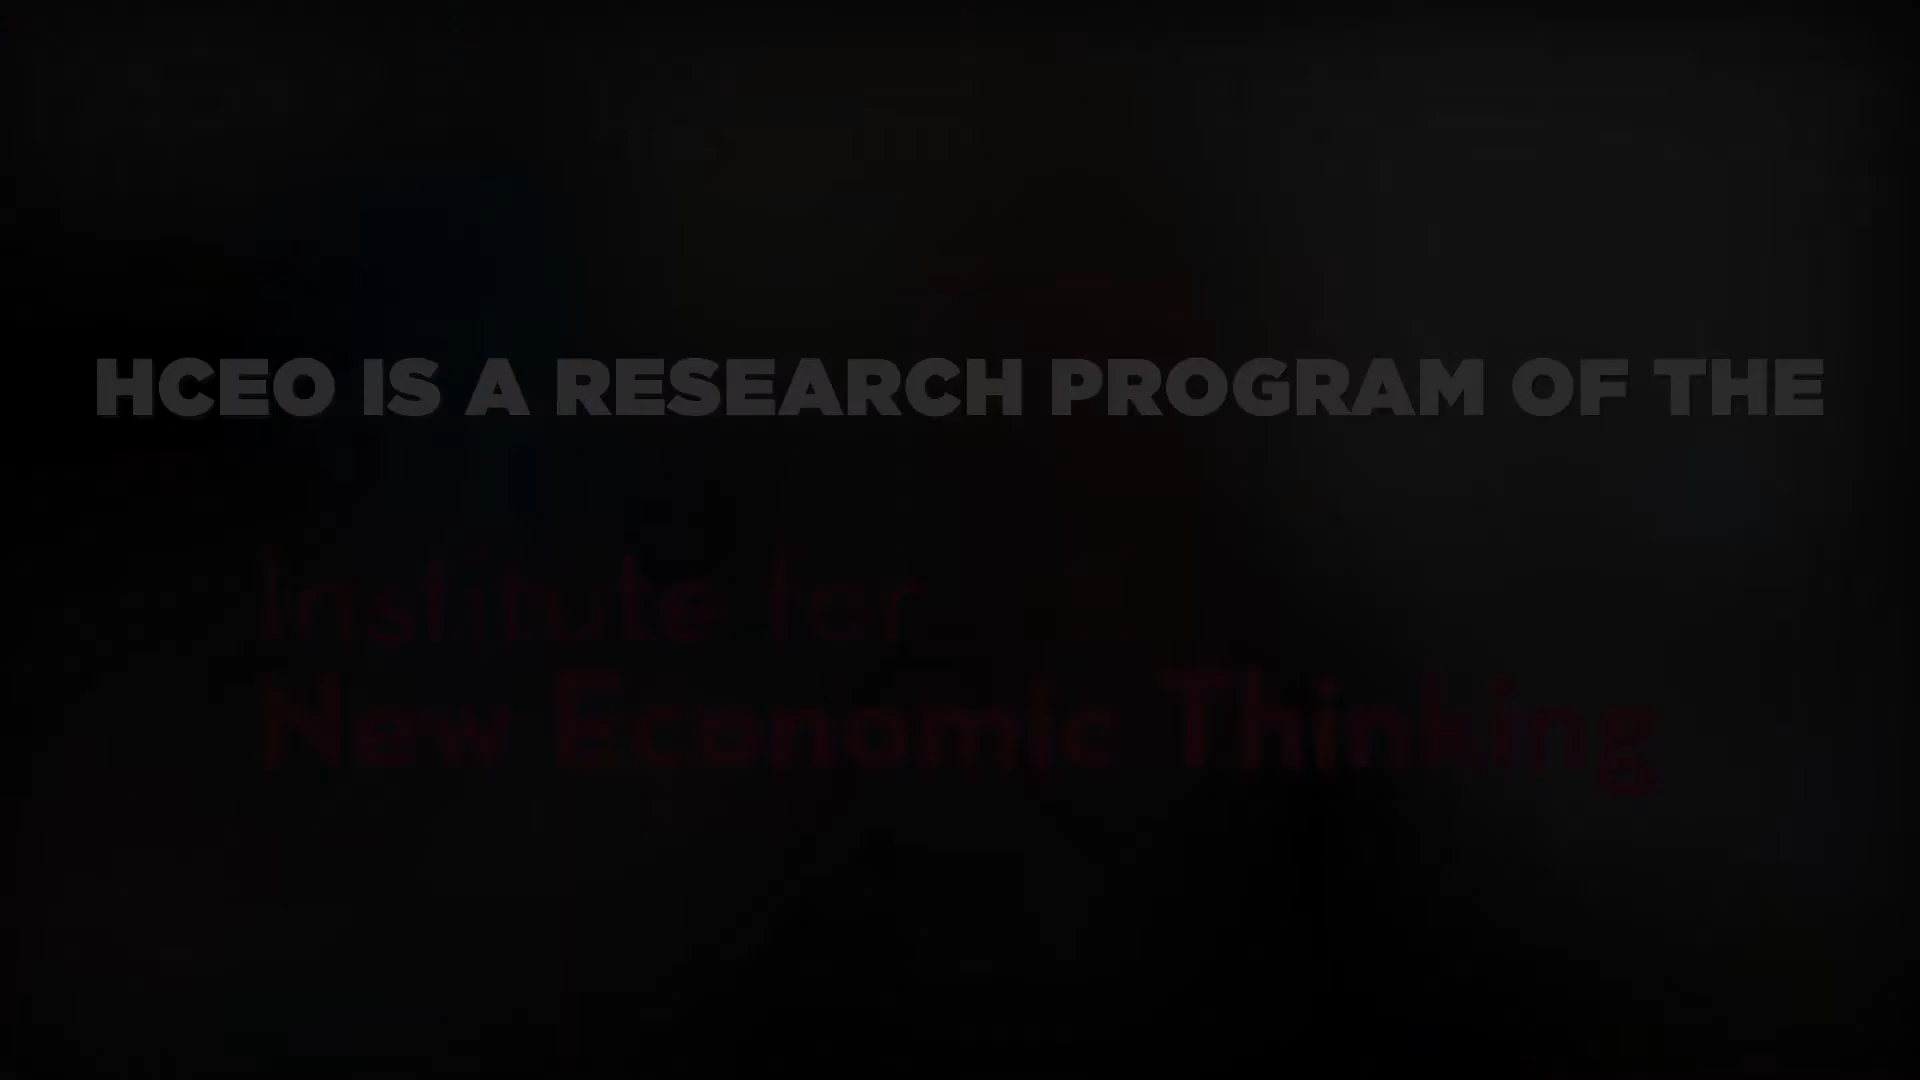 HCEO IS A RESEARCH PROGRAM OF THE
Institute for
New Economic Thinking